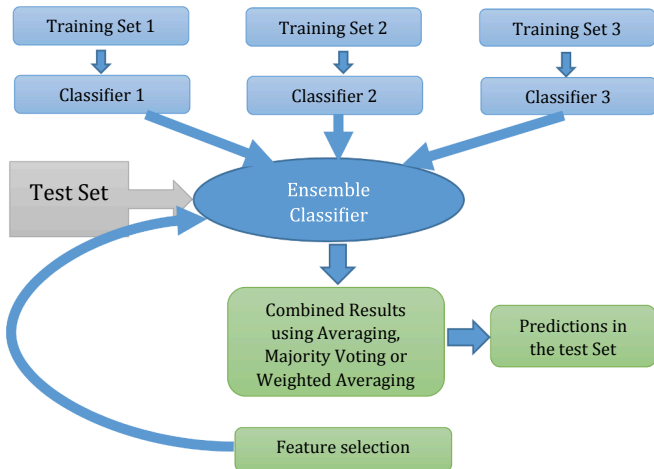 Training Set 1
Training Set 2
Training Set 3
Classifier 1
Classifier 2
Classifier 3
Test Set
Ensemble
Classifier
Combined Results
using Averaging,
Majority Voting or
Weighted Averaging
Predictions in
the test Set
Feature selection